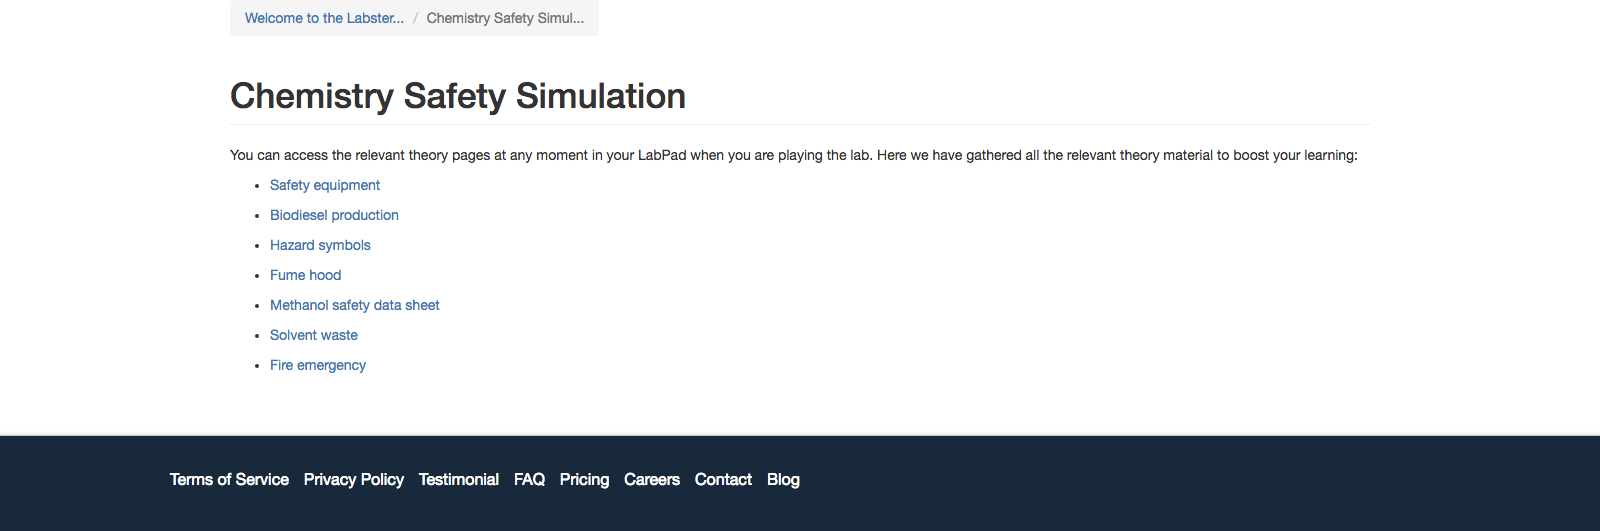 Welcome to the Labster... / Chemistry Safety Simul...
Chemistry Safety Simulation
You can access the relevant theory pages at any moment in your LabPad when you are playing the lab. Here we have gathered all the relevant theory material to boost your learning:
• Safety equipment
• Biodiesel production
• Hazard symbols
• Fume hood
• Methanol safety data sheet
• Solvent waste
• Fire emergency
Terms of Service Privacy Policy Testimonial FAQ Pricing Careers Contact Blog